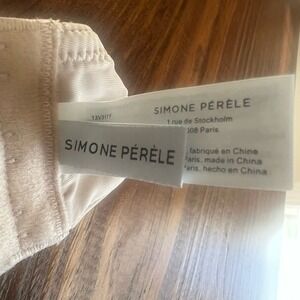 SIMONE PÉRÈLE
1 rue de Stockholm
008 Paris
SIMONE PÉRÈLE
fabriqué en Chine
Paris, made in China
Paris, hecho en China